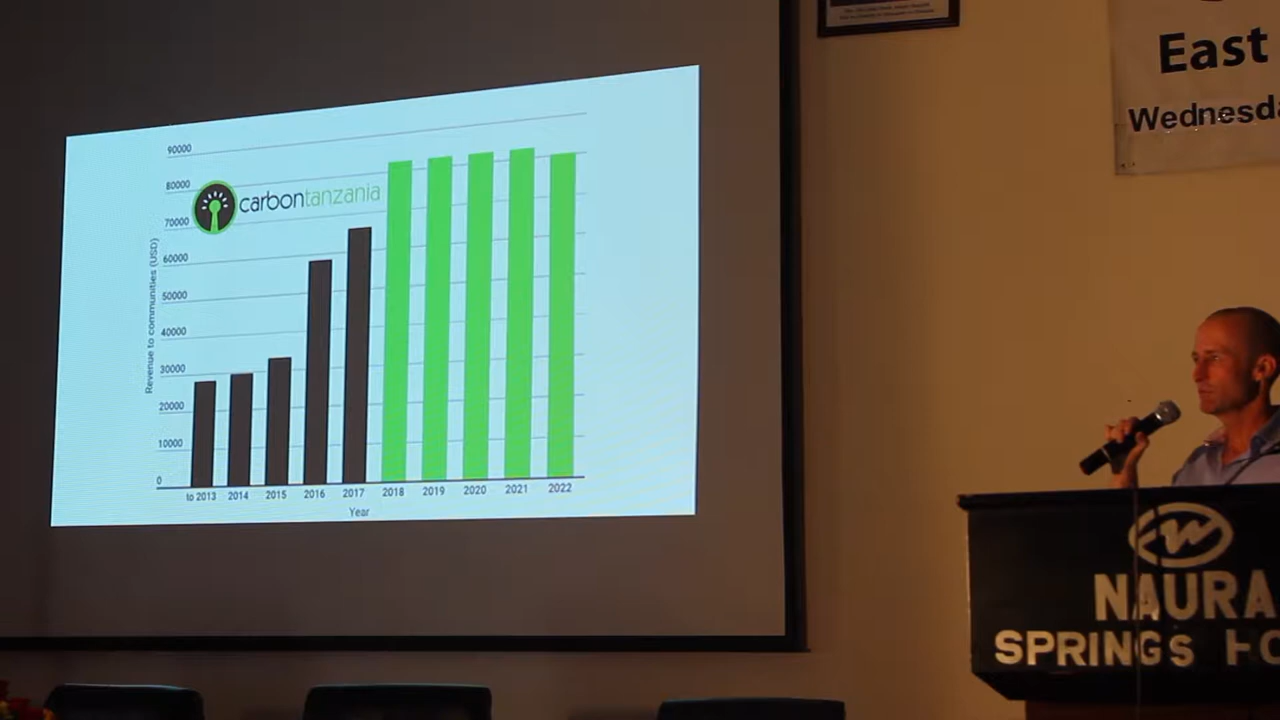 90000
80000
70000
60000
50000
40000
30000
20000
10000
0
carbontanzania
Revenue to communities (USD)
to 2013 2014 2015 2016 2017 2018 2019 2020 2021 2022
Year
East
Wednesda
NAURA
SPRINGS HO